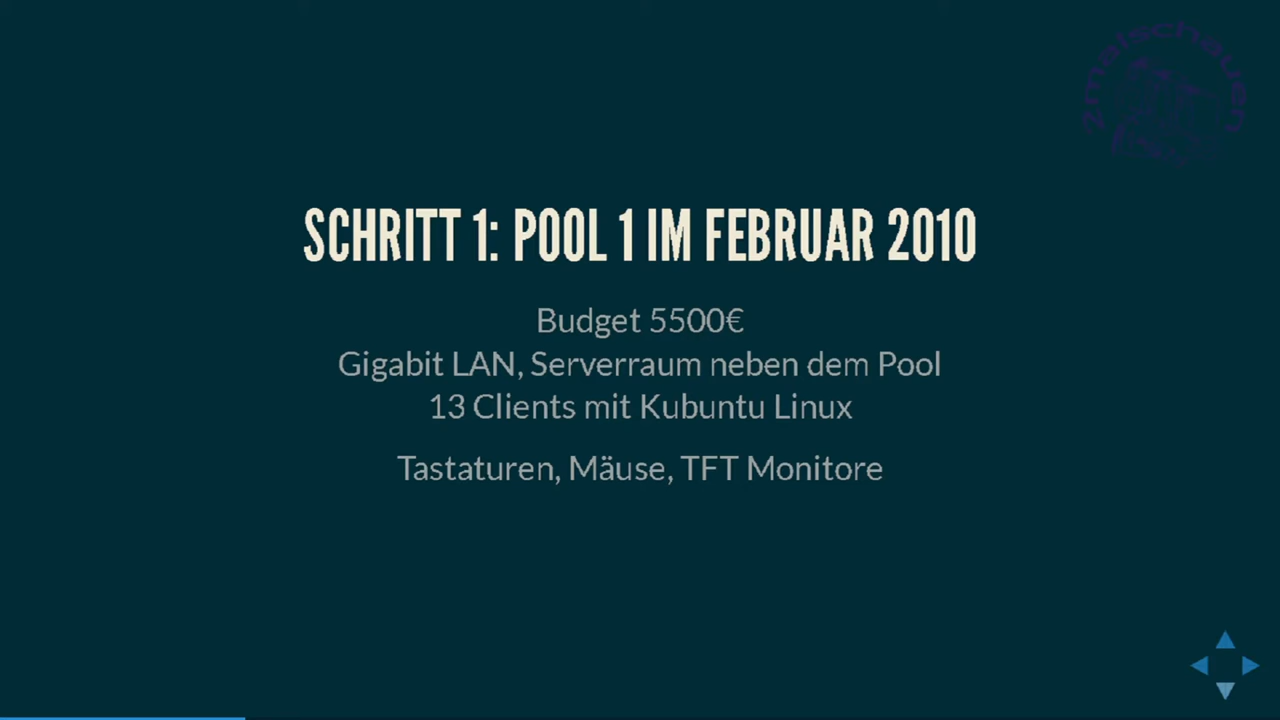 2malschauen
SCHRITT 1: POOL 1 IM FEBRUAR 2010
Budget 5500€
Gigabit LAN, Serverraum neben dem Pool
13 Clients mit Kubuntu Linux
Tastaturen, Mäuse, TFT Monitore